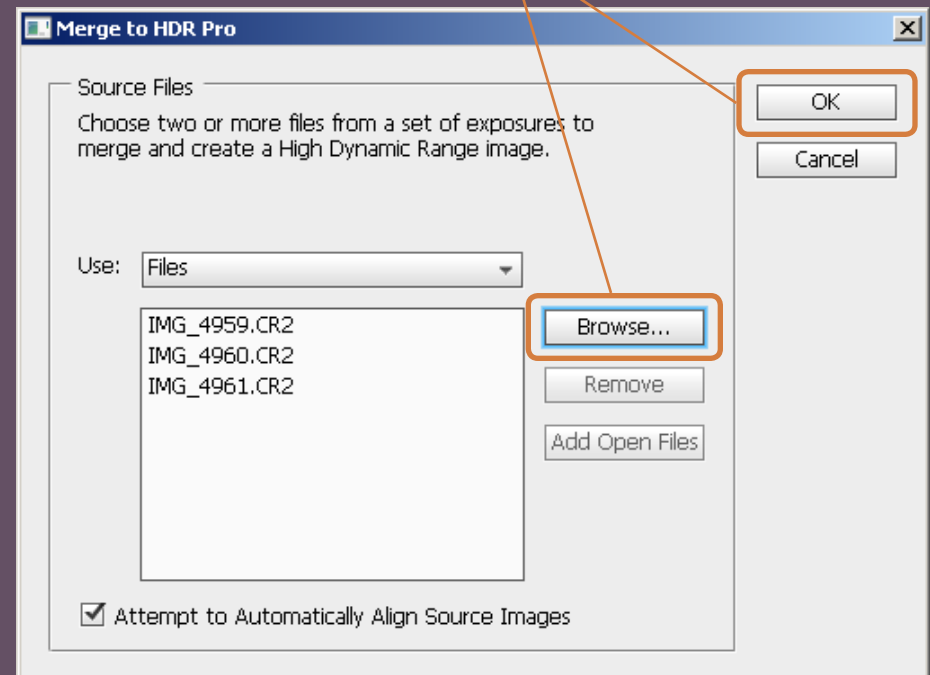 Merge to HDR Pro
Source Files
Choose two or more files from a set of exposures to
merge and create a High Dynamic Range image.
OK
Cancel
Use: Files
IMG_4959.CR2
IMG_4960.CR2
IMG_4961.CR2
Browse...
Remove
Add Open Files
Attempt to Automatically Align Source Images